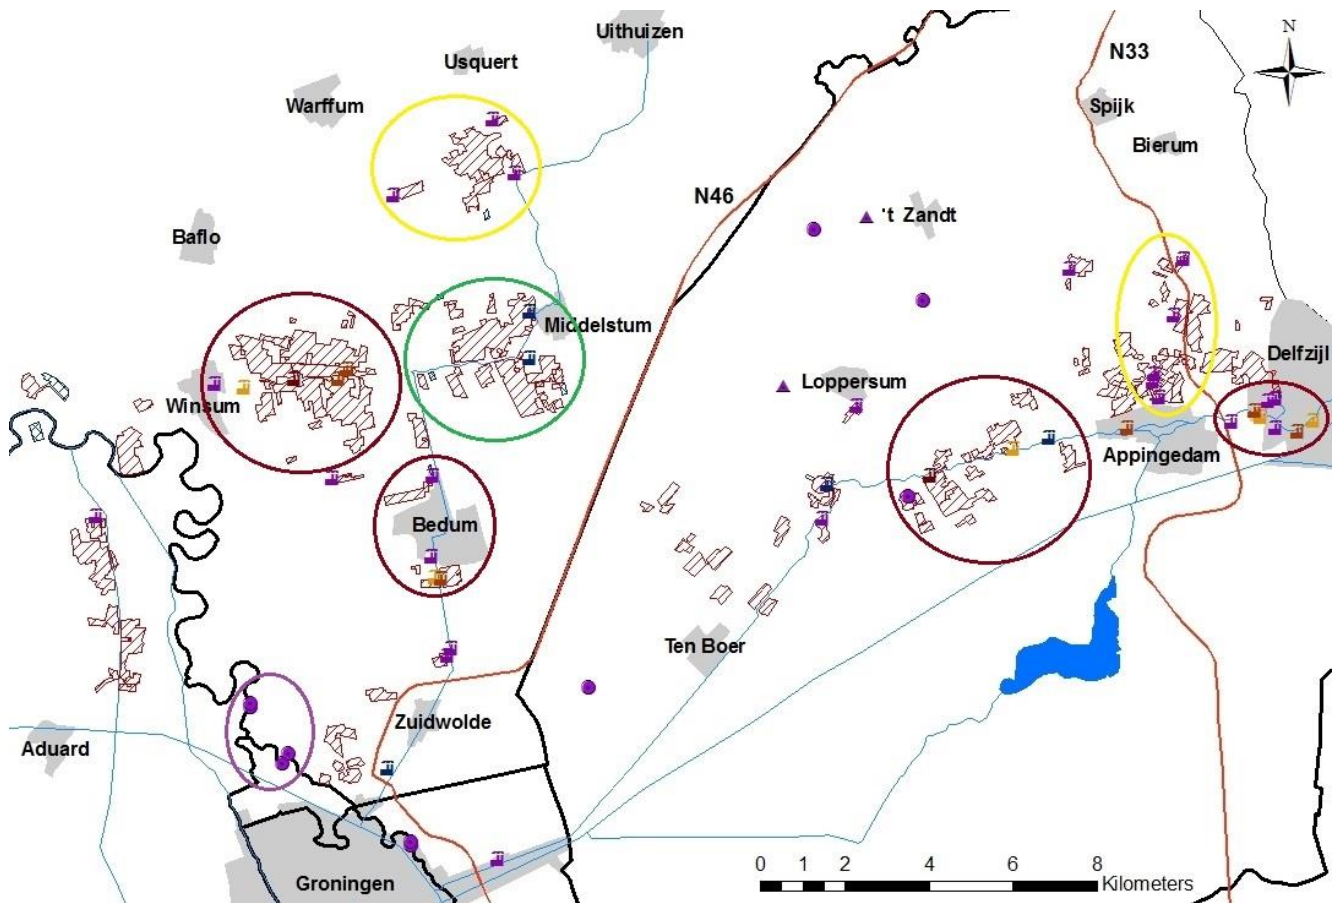 Uithuizen
N
N33
Usquert
Warffum
Spijk
Bierum
N46
't Zandt
Baflo
Middelstum
Delfzijl
Loppersum
Winsum
Appingedam
Bedum
Ten Boer
Zuidwolde
Aduard
0 1 2 4 6 8
Kilometers
Groningen